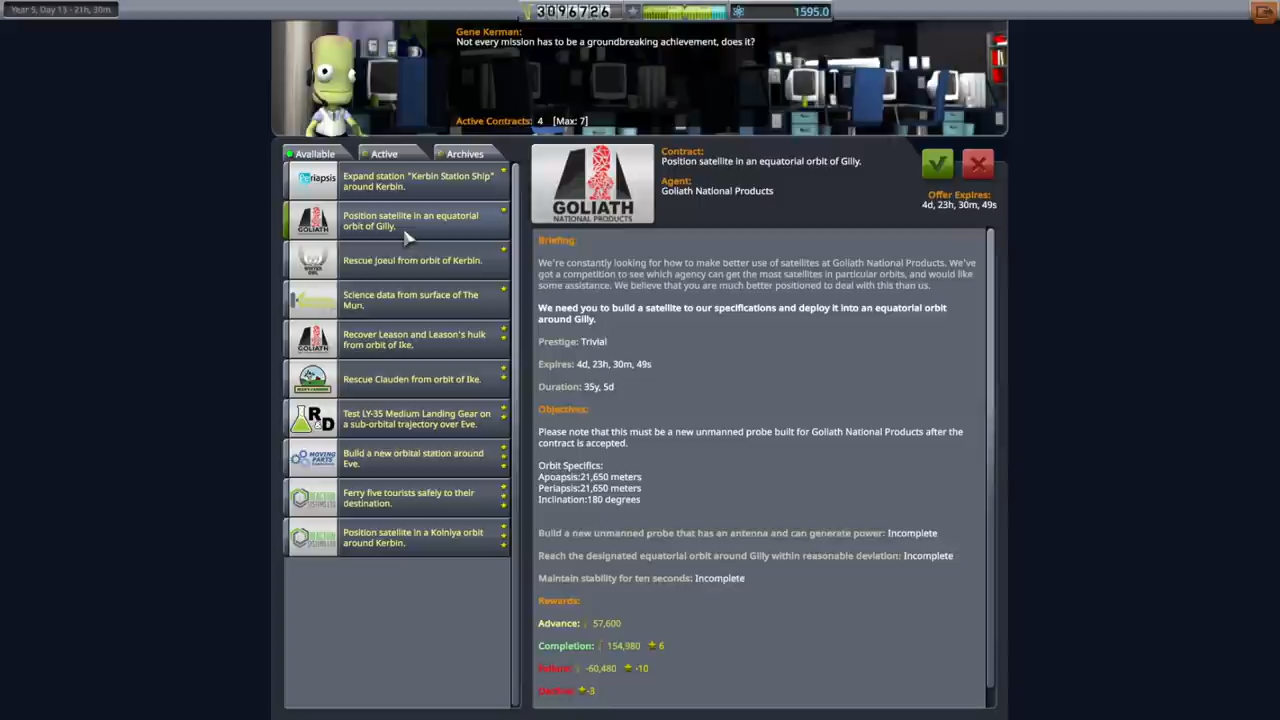 Year 5, Day 13 - 21h, 30m
3096726
1595.0
Gene Kerman:
Not every mission has to be a groundbreaking achievement, does it?
Active Contracts: 4 [Max: 7]
Available
Active
Archives
Periapsis
Expand station "Kerbin Station Ship"
around Kerbin.
GOLIATH
Position satellite in an equatorial
orbit of Gilly.
WINTER
OWL
Rescue Joeul from orbit of Kerbin.
Science data from surface of The
Mun.
GOLIATH
Recover Leason and Leason's hulk
from orbit of Ike.
Rescue Clauden from orbit of Ike.
R&D
Test LY-35 Medium Landing Gear on
a sub-orbital trajectory over Eve.
MOVING
PARTS
Build a new orbital station around
Eve.
Ferry five tourists safely to their
destination.
Position satellite in a Kolniya orbit
around Kerbin.
GOLIATH
NATIONAL PRODUCTS
Contract:
Position satellite in an equatorial orbit of Gilly.
Agent:
Goliath National Products
Offer Expires:
4d, 23h, 30m, 49s
Briefing:
We're constantly looking for how to make better use of satellites at Goliath National Products. We've
got a competition to see which agency can get the most satellites in particular orbits, and would like
some assistance. We believe that you are much better positioned to deal with this than us.
We need you to build a satellite to our specifications and deploy it into an equatorial orbit
around Gilly.
Prestige: Trivial
Expires: 4d, 23h, 30m, 49s
Duration: 35y, 5d
Objectives:
Please note that this must be a new unmanned probe built for Goliath National Products after the
contract is accepted.
Orbit Specifics:
Apoapsis:21,650 meters
Periapsis:21,650 meters
Inclination:180 degrees
Build a new unmanned probe that has an antenna and can generate power: Incomplete
Reach the designated equatorial orbit around Gilly within reasonable deviation: Incomplete
Maintain stability for ten seconds: Incomplete
Rewards:
Advance: 57,600
Completion: 154,980 6
Failure: -60,480 -10
Decline: -3